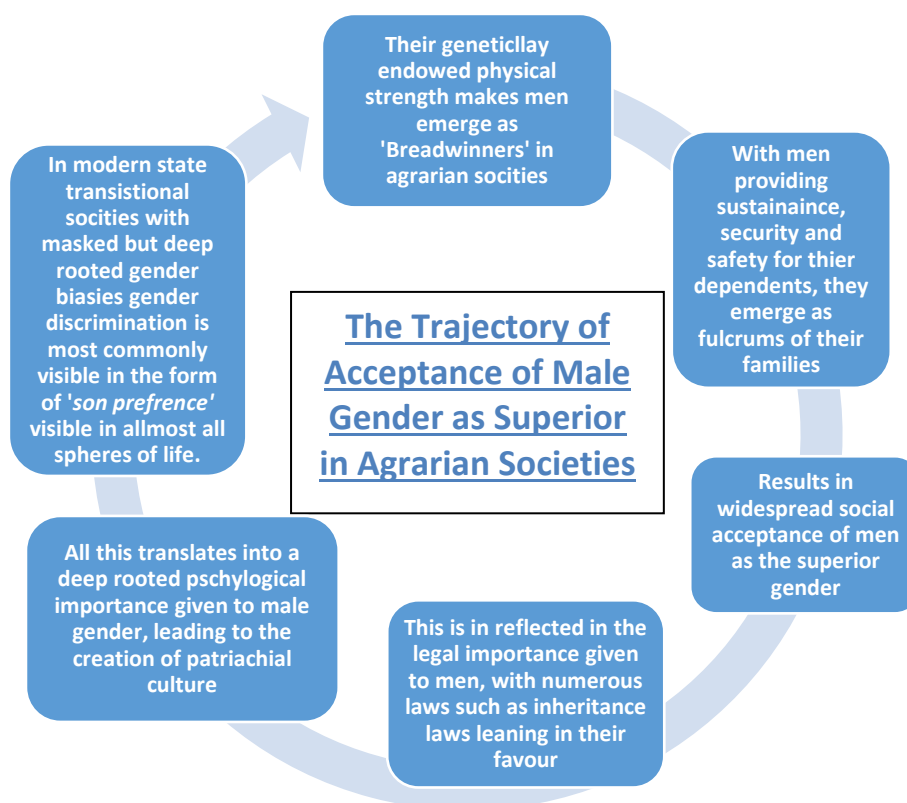 Their geneticllay
endowed physical
strength makes men
emerge as
'Breadwinners' in
agrarian socities
With men
providing
sustainaince,
security and
safety for thier
dependents, they
emerge as
fulcrums of their
families
Results in
widespread social
acceptance of men
as the superior
gender
This is in reflected in the
legal importance given
to men, with numerous
laws such as inheritance
laws leaning in their
favour
All this translates into a
deep rooted pschylogical
importance given to male
gender, leading to the
creation of patriachial
culture
In modern state
transistional
socities with
masked but deep
rooted gender
biasies gender
discrimination is
most commonly
visible in the form
of 'son prefrence'
visible in allmost all
spheres of life.
The Trajectory of
Acceptance of Male
Gender as Superior
in Agrarian Societies